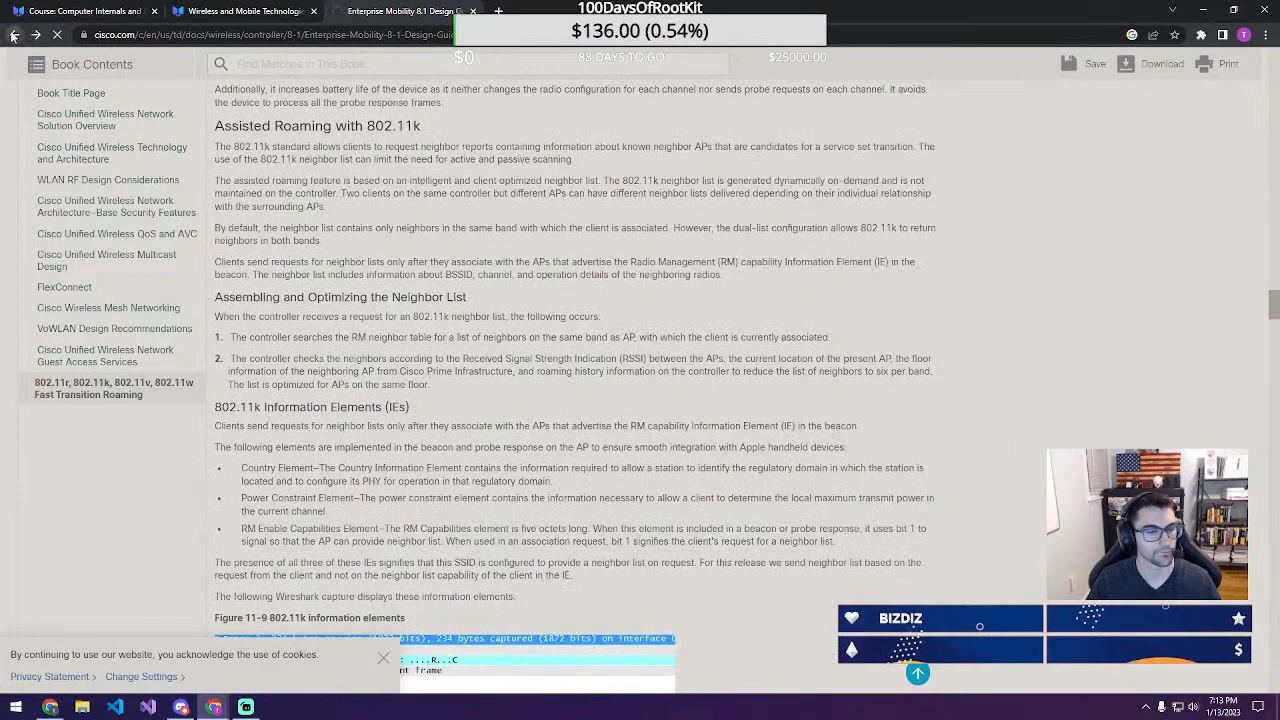 100DaysOfRootKit
$136.00 (0.54%)
$0 88 DAYS TO GO $25000.00
.cisco.com/c/en/us/td/docs/wireless/controller/8-1/Enterprise-Mobility-8-1-Design-Guid
Book Contents
Find Matches in This Book
Save Download Print
Book Title Page
Cisco Unified Wireless Network
Solution Overview
Cisco Unified Wireless Technology
and Architecture
WLAN RF Design Considerations
Cisco Unified Wireless Network
Architecture—Base Security Features
Cisco Unified Wireless QoS and AVC
Cisco Unified Wireless Multicast
Design
FlexConnect
Cisco Wireless Mesh Networking
VoWLAN Design Recommendations
Cisco Unified Wireless Network
Guest Access Services
802.11r, 802.11k, 802.11v, 802.11w
Fast Transition Roaming
Additionally, it increases battery life of the device as it neither changes the radio configuration for each channel nor sends probe requests on each channel. It avoids
the device to process all the probe response frames.
Assisted Roaming with 802.11k
The 802.11k standard allows clients to request neighbor reports containing information about known neighbor APs that are candidates for a service set transition. The
use of the 802.11k neighbor list can limit the need for active and passive scanning.
The assisted roaming feature is based on an intelligent and client optimized neighbor list. The 802.11k neighbor list is generated dynamically on-demand and is not
maintained on the controller. Two clients on the same controller but different APs can have different neighbor lists delivered depending on their individual relationship
with the surrounding APs.
By default, the neighbor list contains only neighbors in the same band with which the client is associated. However, the dual-list configuration allows 802.11k to return
neighbors in both bands.
Clients send requests for neighbor lists only after they associate with the APs that advertise the Radio Management (RM) capability Information Element (IE) in the
beacon. The neighbor list includes information about BSSID, channel, and operation details of the neighboring radios.
Assembling and Optimizing the Neighbor List
When the controller receives a request for an 802.11k neighbor list, the following occurs:
1. The controller searches the RM neighbor table for a list of neighbors on the same band as AP, with which the client is currently associated.
2. The controller checks the neighbors according to the Received Signal Strength Indication (RSSI) between the APs, the current location of the present AP, the floor
information of the neighboring AP from Cisco Prime Infrastructure, and roaming history information on the controller to reduce the list of neighbors to six per band.
The list is optimized for APs on the same floor.
802.11k Information Elements (IEs)
Clients send requests for neighbor lists only after they associate with the APs that advertise the RM capability Information Element (IE) in the beacon.
The following elements are implemented in the beacon and probe response on the AP to ensure smooth integration with Apple handheld devices:
• Country Element—The Country Information Element contains the information required to allow a station to identify the regulatory domain in which the station is
located and to configure its PHY for operation in that regulatory domain.
• Power Constraint Element—The power constraint element contains the information necessary to allow a client to determine the local maximum transmit power in
the current channel.
• RM Enable Capabilities Element—The RM Capabilities element is five octets long. When this element is included in a beacon or probe response, it uses bit 1 to
signal so that the AP can provide neighbor list. When used in an association request, bit 1 signifies the client's request for a neighbor list.
The presence of all three of these IEs signifies that this SSID is configured to provide a neighbor list on request. For this release we send neighbor list based on the
request from the client and not on the neighbor list capability of the client in the IE.
The following Wireshark capture displays these information elements:
Figure 11-9 802.11k information elements
bits), 234 bytes captured (1872 bits) on interface 0
: ....R...C
nt frame
By continuing to use our website, you acknowledge the use of cookies.
Privacy Statement > Change Settings >
BIZDIZ
$
7:13 PM
1/13/2023